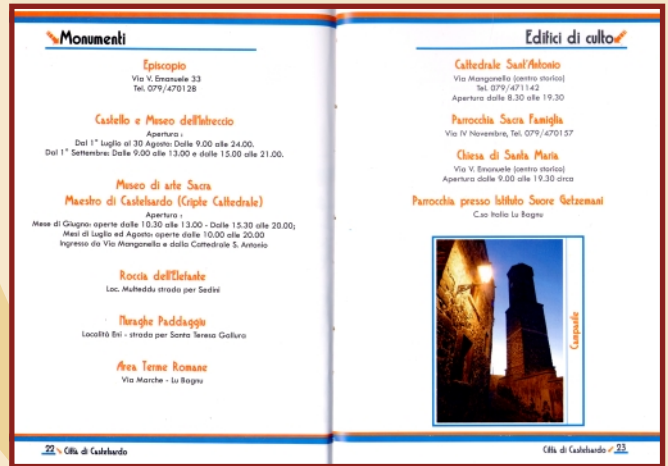 Monumenti
Episcopio
Via V. Emanuele 33
Tel. 079/470128
Castello e Museo dell'Intreccio
Apertura :
Dal 1° Luglio al 30 Agosto: Dalle 9.00 alle 24.00.
Dal 1° Settembre: Dalle 9.00 alle 13.00 e dalle 15.00 alle 21.00.
Museo di arte Sacra
Maestro di Castelsardo (Cripte Cattedrale)
Apertura :
Mese di Giugno: aperte dalle 10.30 alle 13.00 - Dalle 15.30 alle 20.00;
Mesi di Luglio ed Agosto: aperte dalle 10.00 alle 20.00
Ingresso da Via Manganella e dalla Cattedrale S. Antonio
Roccia dell'Elefante
Loc. Multeddu strada per Sedini
Nuraghe Paddaggiu
Località Eni - strada per Santa Teresa Gallura
Area Terme Romane
Via Marche - Lu Bagnu
22 Città di Castelsardo
Edifici di culto
Cattedrale Sant'Antonio
Via Manganella (centro storico)
Tel. 079/471142
Apertura dalle 8.30 alle 19.30
Parrocchia Sacra Famiglia
Via IV Novembre, Tel. 079/470157
Chiesa di Santa Maria
Via V. Emanuele (centro storico)
Apertura dalle 9.00 alle 19.30 circa
Parrocchia presso Istituto Suore Getzemani
C.so Italia Lu Bagnu
Campanile
Città di Castelsardo 23